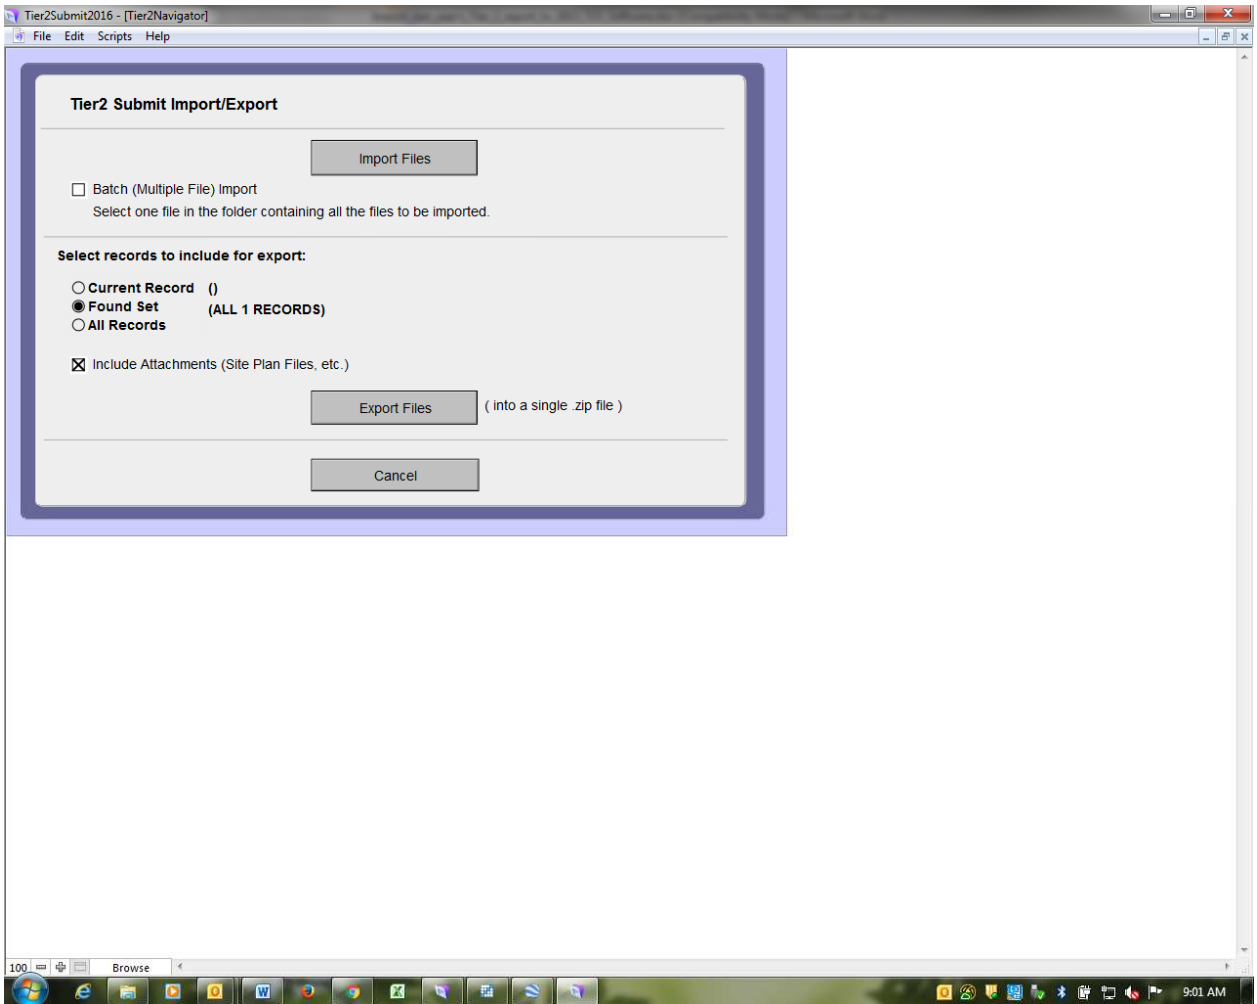 Tier2Submit2016 - [Tier2Navigator]
File Edit Scripts Help
Tier2 Submit Import/Export
Import Files
Batch (Multiple File) Import
Select one file in the folder containing all the files to be imported.
Select records to include for export:
Current Record ()
Found Set
(ALL 1 RECORDS)
All Records
Include Attachments (Site Plan Files, etc.)
Export Files ( into a single .zip file )
Cancel
100 Browse
9:01 AM